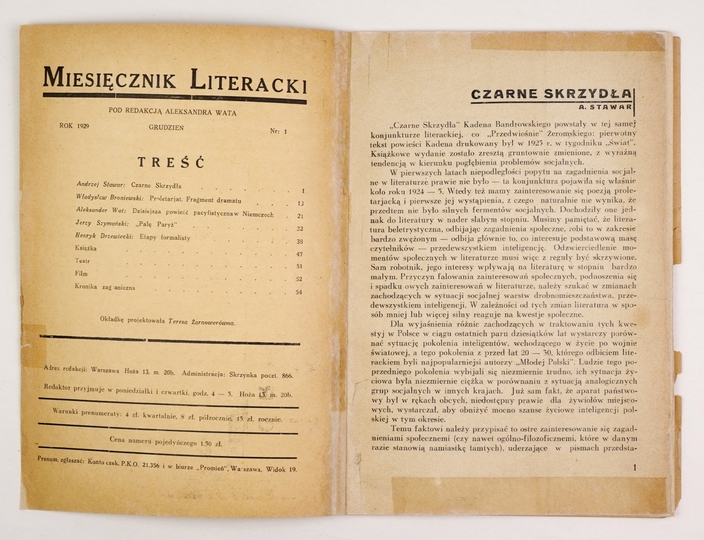 MIESIĘCZNIK LITERACKI
POD REDAKCJĄ ALEKSANDRA WATA
ROK 1929 GRUDZIEŃ Nr. 1
TREŚĆ
Andrzej Stawar: Czarne Skrzydła 1
Władysław Broniewski: Proletarjat. Fragment dramatu 13
Aleksander Wat: Dzisiejsza powieść pacyfistyczna w Niemczech 21
Jerzy Szymański: „Palę Paryż" 32
Henryk Drzewiecki: Etapy formalisty 38
Książka 47
Teatr 51
Film 52
Kronika zagraniczna 54
Okładkę projektowała Teresa Żarnowerówna.
Adres redakcji: Warszawa Hoża 13. m. 20b. Administracja: Skrzynka poczt. 866.
Redaktor przyjmuje w poniedziałki i czwartki, godz. 4 — 5. Hoża 13, m. 20b.
Warunki prenumeraty: 4 zł. kwartalnie, 8 zł. półrocznie, 15 zł. rocznie.
Cena numeru pojedyńczego 1.50 zł.
Prenum. zgłaszać: Konto czek. P.K.O. 21.356 i w biurze „Promień", Warszawa, Widok 19.
CZARNE SKRZYDŁA
A. STAWAR
„Czarne Skrzydła" Kadena Bandrowskiego powstały w tej samej
konjunkturze literackiej, co „Przedwiośnie" Żeromskiego: pierwotny
tekst powieści Kadena drukowany był w 1925 r. w tygodniku „Świat".
Książkowe wydanie zostało zresztą gruntownie zmienione, z wyraźną
tendencją w kierunku pogłębienia problemów socjalnych.
W pierwszych latach niepodległości popytu na zagadnienia socjal-
ne w literaturze prawie nie było — ta konjunktura pojawiła się właśnie
koło roku 1924 — 5. Wtedy też mamy zainteresowanie się poezją prole-
tarjacką i pierwsze jej wystąpienia, z czego naturalnie nie wynika, że
przedtem nie było silnych fermentów socjalnych. Dochodziły one jed-
nak do literatury w nader słabym stopniu. Musimy pamiętać, że litera-
tura beletrystyczna, odbijając zagadnienia społeczne, robi to w zakresie
bardzo zwężonym — odbija głównie to, co interesuje podstawową masę
czytelników — przedewszystkiem inteligencję. Odzwierciedlenie mo-
mentów społecznych w literaturze musi więc z reguły być skrzywione.
Sam robotnik, jego interesy wpływają na literaturę w stopniu bardzo
małym. Przyczyn falowania zainteresowań społecznych, podnoszenia się
i spadku owych zainteresowań w literaturze, należy szukać w zmianach
zachodzących w sytuacji socjalnej warstw drobnomieszczaństwa, prze-
dewszystkiem inteligencji. W zależności od tych zmian literatura w spo-
sób mniej lub więcej silny reaguje na kwestje społeczne.
Dla wyjaśnienia różnic zachodzących w traktowaniu tych kwe-
styj w Polsce w ciągu ostatnich paru dziesiątków lat wystarczy porów-
nać sytuację pokolenia inteligentów, wchodzącego w życie po wojnie
światowej, a tego pokolenia z przed lat 20 — 30, którego odbiciem lite-
rackiem byli najpopularniejsi autorzy „Młodej Polski". Ludzie tego po-
przedniego pokolenia wybijali się niezmiernie trudno, ich sytuacja ży-
ciowa była niezmiernie ciężka w porównaniu z sytuacją analogicznych
grup socjalnych w innych krajach. Już sam fakt, że aparat państwo-
wy był w rękach obcych, niedostępny prawie dla żywiołów miejsco-
wych, wystarczał, aby obniżyć mocno szanse życiowe inteligencji pol-
skiej w tym okresie.
Temu faktowi należy przypisać to ostre zainteresowanie się zagad-
nieniami społecznemi (czy nawet ogólno-filozoficznemi, które w danym
razie stanowią namiastkę tamtych), uderzające w pismach przedsta-
1